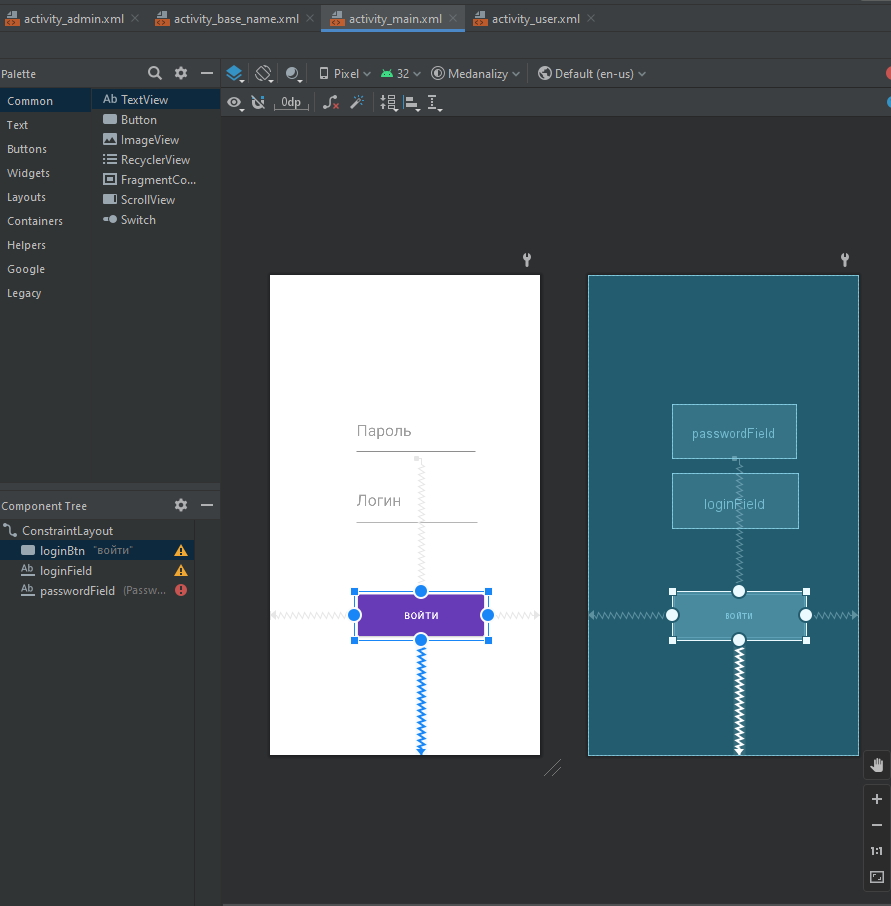 activity_admin.xml activity_base_name.xml activity_main.xml activity_user.xml
Palette Pixel 32 Medanalizy Default (en-us)
Common Ab TextView 0dp
Text Button
Buttons ImageView
Widgets RecyclerView
Layouts FragmentCo...
Containers ScrollView
Helpers Switch
Google
Legacy
Пароль passwordField
Логин loginField
ВОЙТИ ВОЙТИ
Component Tree
ConstraintLayout
loginBtn "войти"
Ab loginField
Ab passwordField (Passw...
1:1